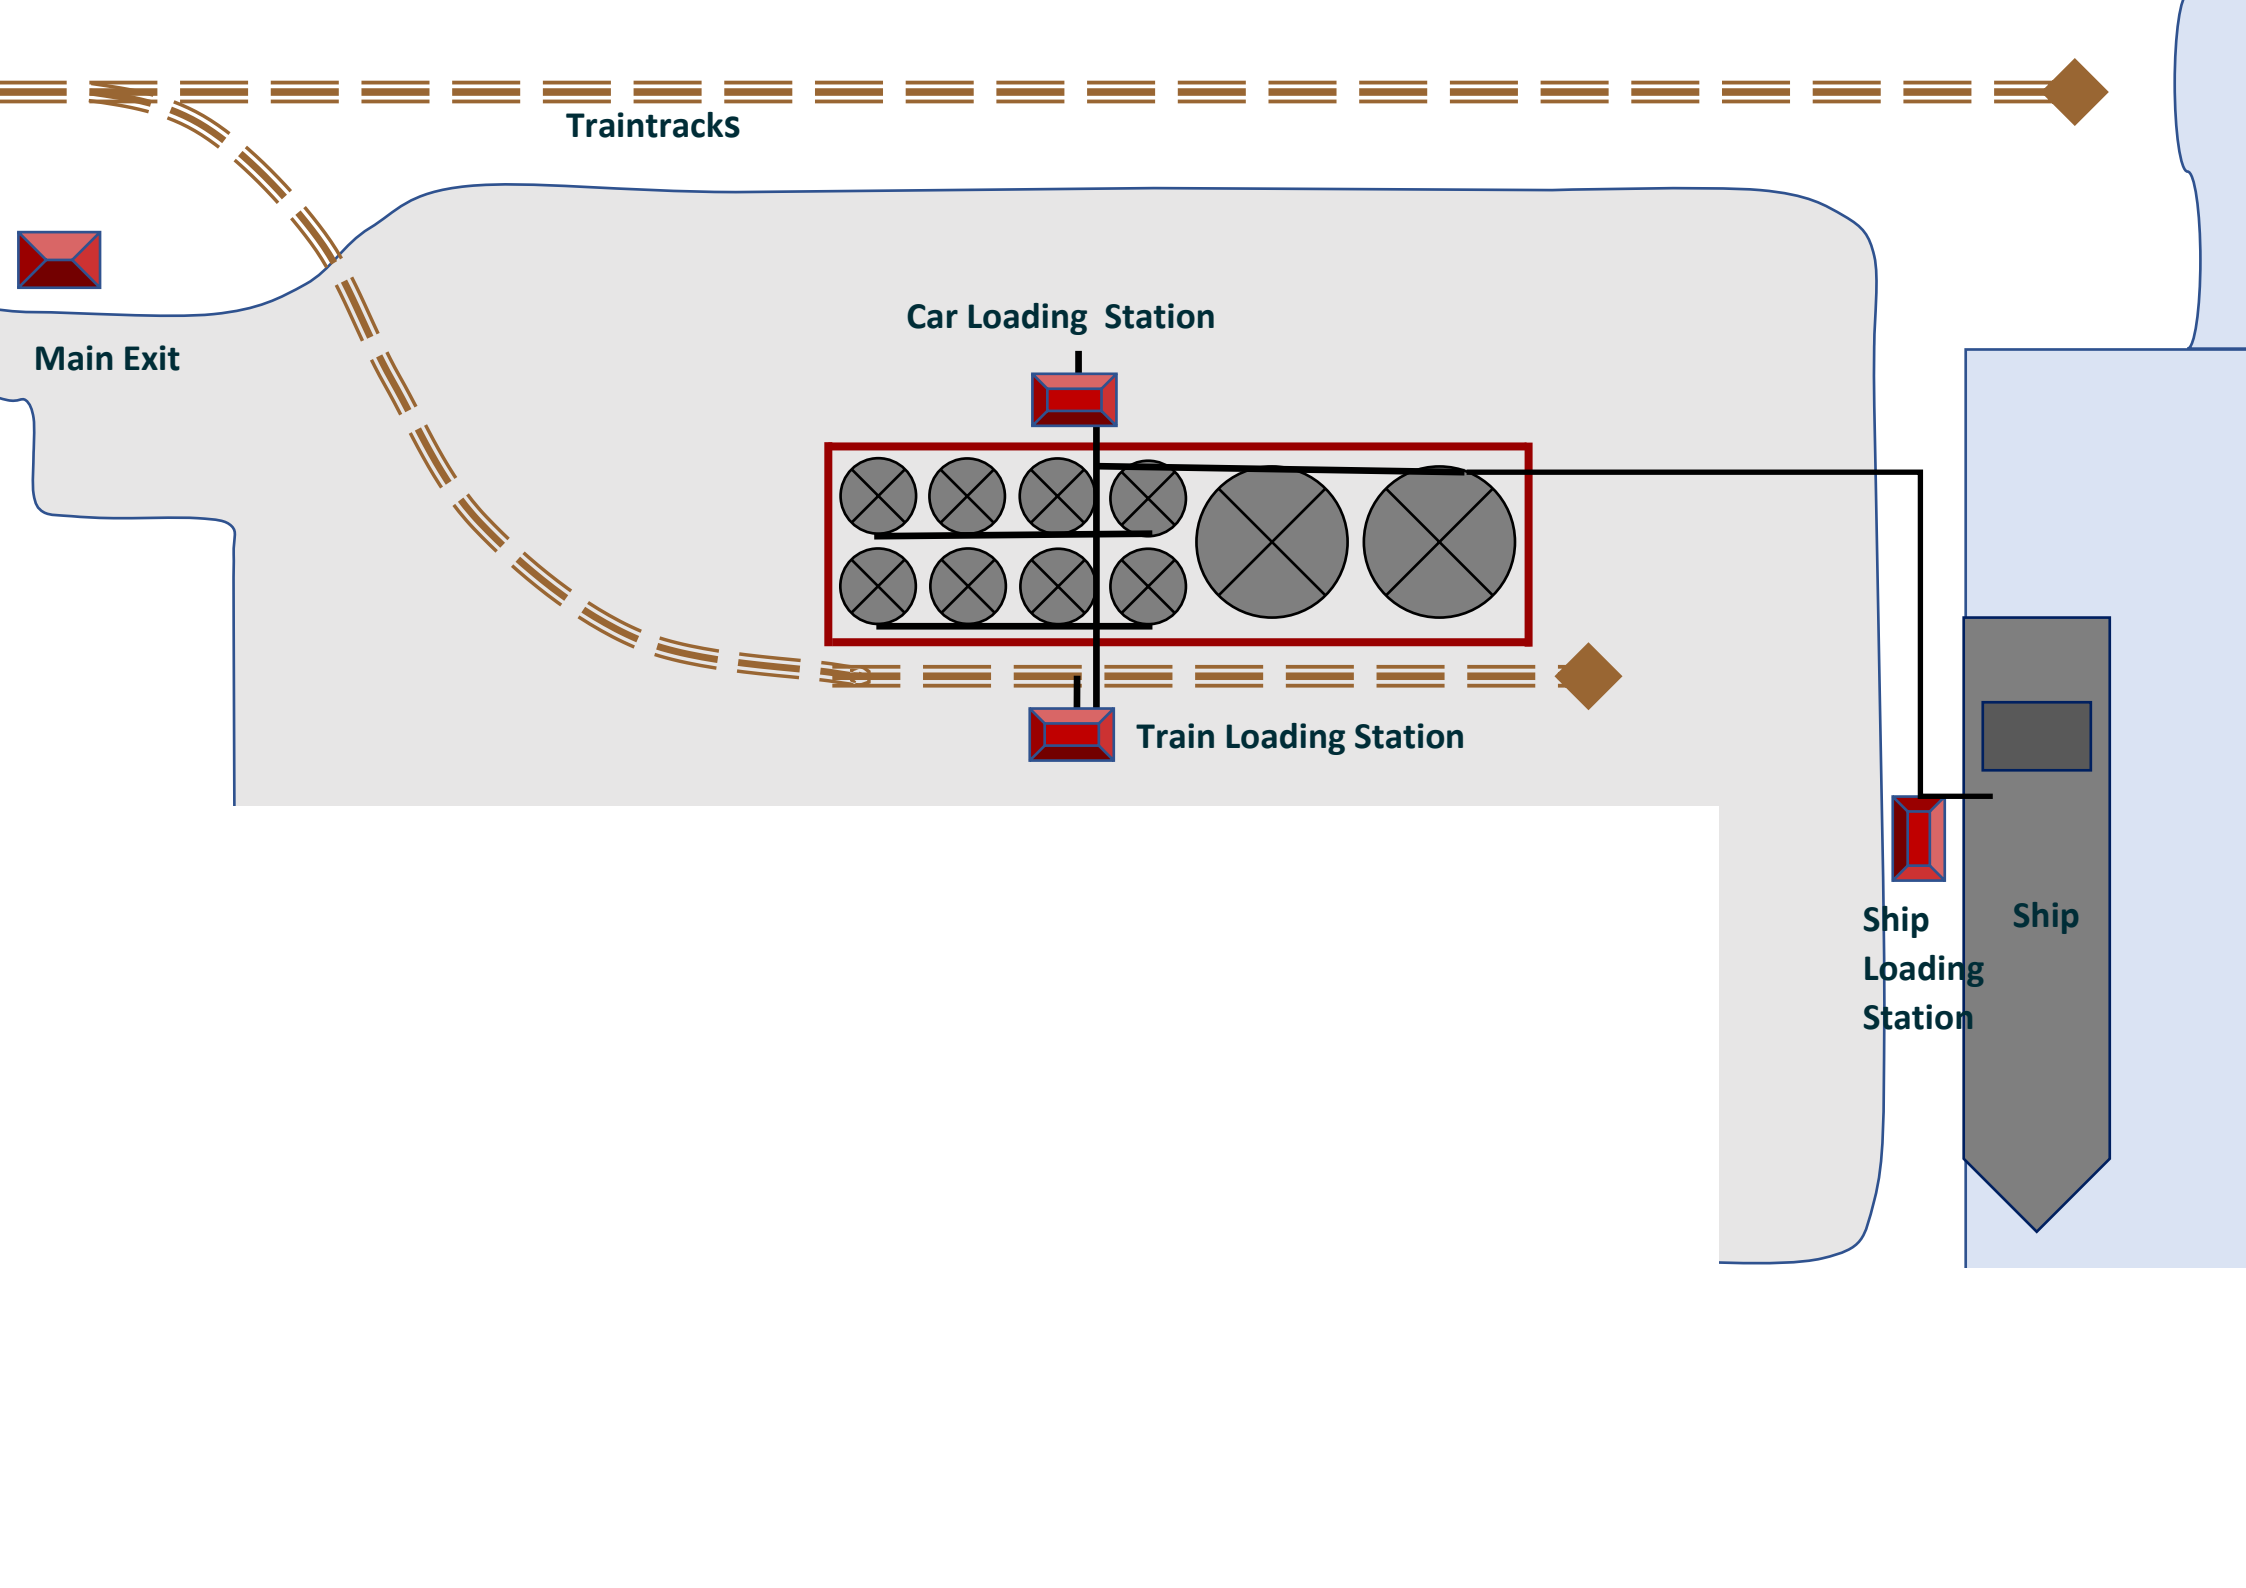 Traintracks
Car Loading  Station
Main Exit
Train Loading Station
Ship
Loading
Station
Ship